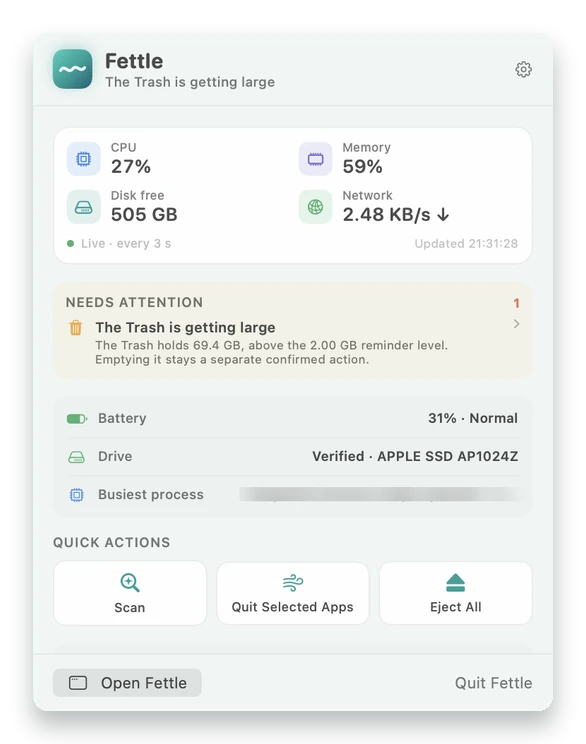 Fettle
The Trash is getting large
CPU
27%
Memory
59%
Disk free
505 GB
Network
2.48 KB/s ↓
Live · every 3 s
Updated 21:31:28
NEEDS ATTENTION
1
The Trash is getting large
The Trash holds 69.4 GB, above the 2.00 GB reminder level.
Emptying it stays a separate confirmed action.
Battery
31% · Normal
Drive
Verified · APPLE SSD AP1024Z
Busiest process
QUICK ACTIONS
Scan
Quit Selected Apps
Eject All
Open Fettle
Quit Fettle